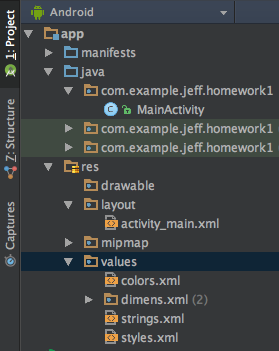 1: Project
Z: Structure
Captures
Android
app
manifests
java
com.example.jeff.homework1
MainActivity
com.example.jeff.homework1
com.example.jeff.homework1
res
drawable
layout
activity_main.xml
mipmap
values
colors.xml
dimens.xml (2)
strings.xml
styles.xml